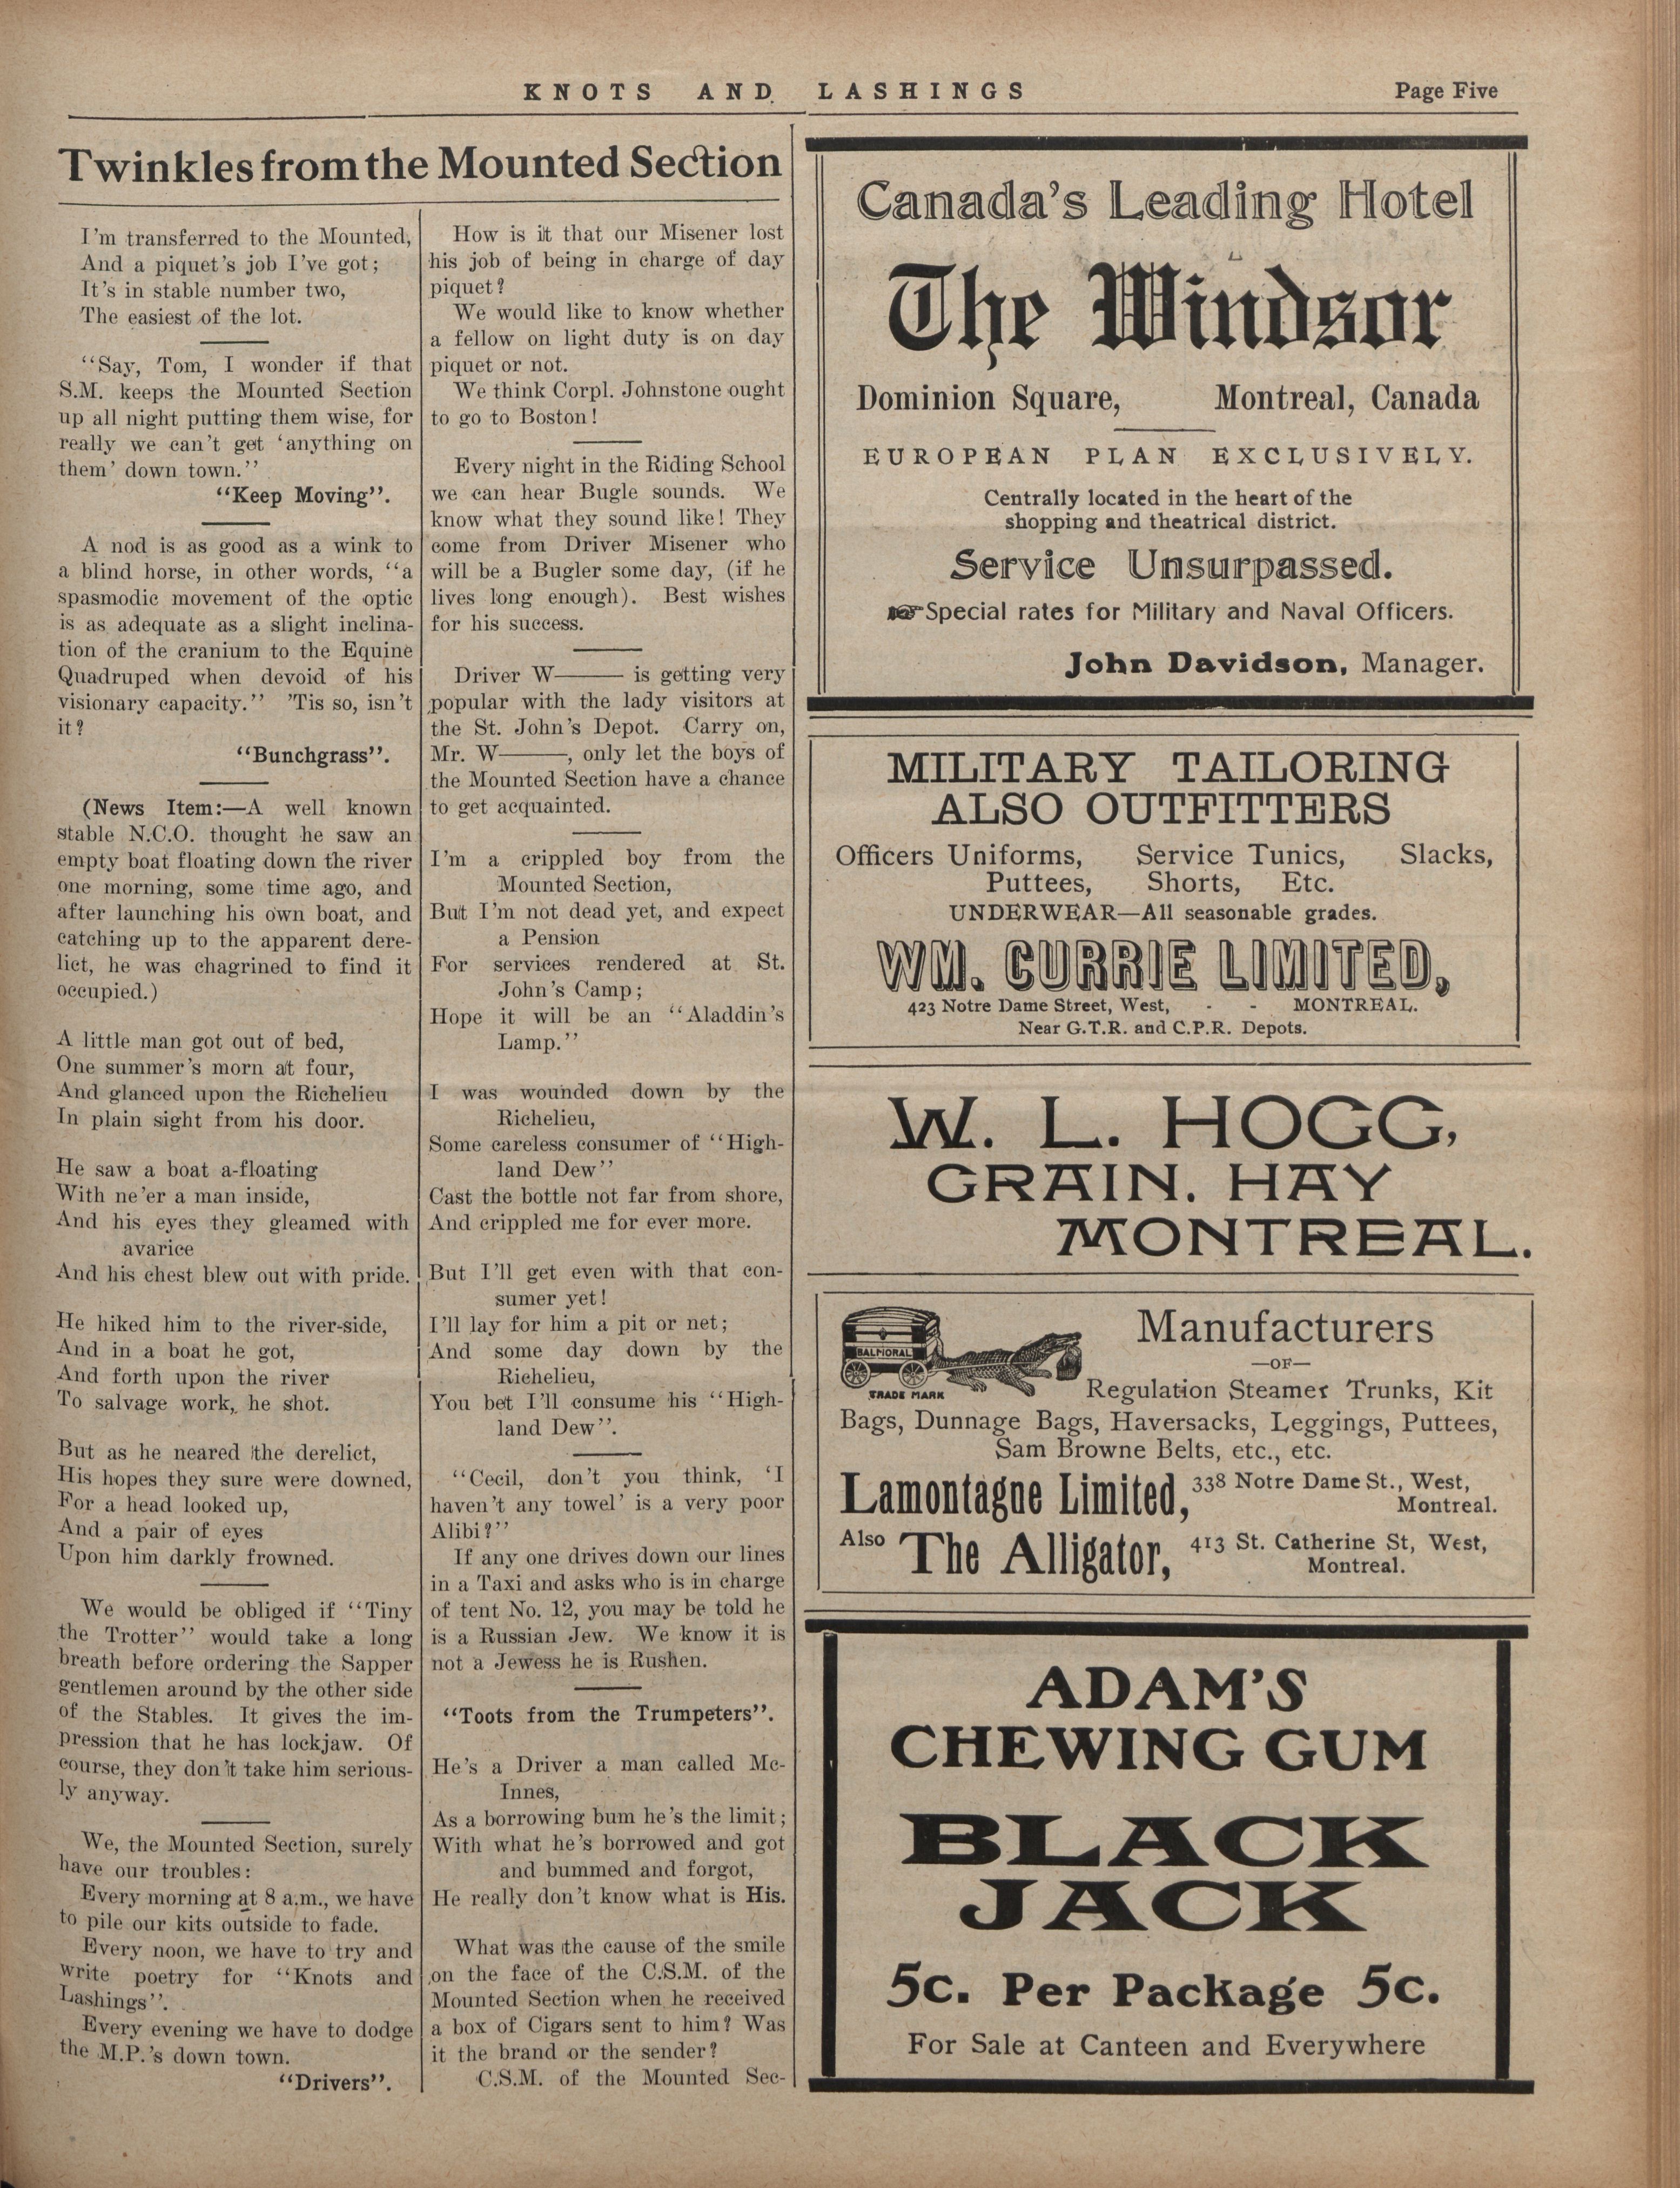 KNOTS AND LASHINGS
Page Five
Twinkles from the Mounted Section
I'm transferred to the Mounted,
And a piquet's job I've got;
It's in stable number two,
The easiest of the lot.
"Say, Tom, I wonder if that
S.M. keeps the Mounted Section
up all night putting them wise, for
really we can't get 'anything on
them' down town."
"Keep Moving".
A nod is as good as a wink to
a blind horse, in other words, "a
spasmodic movement of the optic
is as adequate as a slight inclina-
tion of the cranium to the Equine
Quadruped when devoid of his
visionary capacity." 'Tis so, isn't
it?
"Bunchgrass".
(News Item:—A well known
stable N.C.O. thought he saw an
empty boat floating down the river
one morning, some time ago, and
after launching his own boat, and
catching up to the apparent dere-
lict, he was chagrined to find it
occupied.)
A little man got out of bed,
One summer's morn at four,
And glanced upon the Richelieu
In plain sight from his door.
He saw a boat a-floating
With ne'er a man inside,
And his eyes they gleamed with
avarice
And his chest blew out with pride.
He hiked him to the river-side,
And in a boat he got,
And forth upon the river
To salvage work, he shot.
But as he neared the derelict,
His hopes they sure were downed,
For a head looked up,
And a pair of eyes
Upon him darkly frowned.
We would be obliged if "Tiny
the Trotter" would take a long
breath before ordering the Sapper
gentlemen around by the other side
of the Stables. It gives the im-
pression that he has lockjaw. Of
course, they don't take him serious-
ly anyway.
We, the Mounted Section, surely
have our troubles:
Every morning at 8 a.m., we have
to pile our kits outside to fade.
Every noon, we have to try and
write poetry for "Knots and
Lashings".
Every evening we have to dodge
the M.P.'s down town.
"Drivers".
How is it that our Misener lost
his job of being in charge of day
piquet?
We would like to know whether
a fellow on light duty is on day
piquet or not.
We think Corpl. Johnstone ought
to go to Boston!
Every night in the Riding School
we can hear Bugle sounds. We
know what they sound like! They
come from Driver Misener who
will be a Bugler some day, (if he
lives long enough). Best wishes
for his success.
Driver W—— is getting very
popular with the lady visitors at
the St. John's Depot. Carry on,
Mr. W——, only let the boys of
the Mounted Section have a chance
to get acquainted.
I'm a crippled boy from the
Mounted Section,
But I'm not dead yet, and expect
a Pension
For services rendered at St.
John's Camp;
Hope it will be an "Aladdin's
Lamp."
I was wounded down by the
Richelieu,
Some careless consumer of "High-
land Dew"
Cast the bottle not far from shore,
And crippled me for ever more.
But I'll get even with that con-
sumer yet!
I'll lay for him a pit or net;
And some day down by the
Richelieu,
You bet I'll consume his "High-
land Dew".
"Cecil, don't you think, 'I
haven't any towel' is a very poor
Alibi?"
If any one drives down our lines
in a Taxi and asks who is in charge
of tent No. 12, you may be told he
is a Russian Jew. We know it is
not a Jewess he is Rushen.
"Toots from the Trumpeters".
He's a Driver a man called Mc-
Innes,
As a borrowing bum he's the limit;
With what he's borrowed and got
and bummed and forgot,
He really don't know what is His.
What was the cause of the smile
on the face of the C.S.M. of the
Mounted Section when he received
a box of Cigars sent to him? Was
it the brand or the sender?
C.S.M. of the Mounted Sec-
Canada's Leading Hotel
The Windsor
Dominion Square, Montreal, Canada
EUROPEAN PLAN EXCLUSIVELY.
Centrally located in the heart of the
shopping and theatrical district.
Service Unsurpassed.
☞Special rates for Military and Naval Officers.
John Davidson, Manager.
MILITARY TAILORING
ALSO OUTFITTERS
Officers Uniforms, Service Tunics, Slacks,
Puttees, Shorts, Etc.
UNDERWEAR—All seasonable grades.
WM. CURRIE LIMITED,
423 Notre Dame Street, West, - - MONTREAL.
Near G.T.R. and C.P.R. Depots.
W. L. HOGG,
GRAIN. HAY
MONTREAL.
BALMORAL
TRADE MARK
Manufacturers
—OF—
Regulation Steamer Trunks, Kit
Bags, Dunnage Bags, Haversacks, Leggings, Puttees,
Sam Browne Belts, etc., etc.
Lamontagne Limited, 338 Notre Dame St., West,
Montreal.
Also The Alligator, 413 St. Catherine St, West,
Montreal.
ADAM'S
CHEWING GUM
BLACK
JACK
5c. Per Package 5c.
For Sale at Canteen and Everywhere